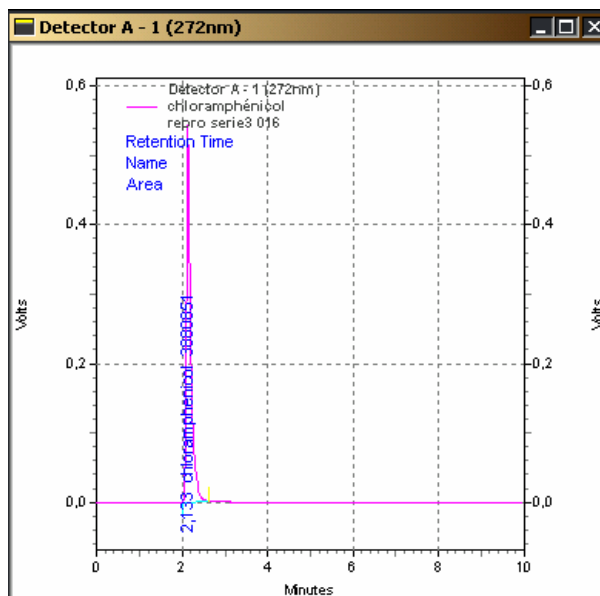 Detector A - 1 (272nm)
Detector A - 1 (272nm)
chloramphénicol
repro serie3 016
Retention Time
Name
Area
0,6
0,4
0,2
0,0
Volts
0,6
0,4
0,2
0,0
Volts
2,133 chloramphénicol
0
2
4
6
8
10
Minutes